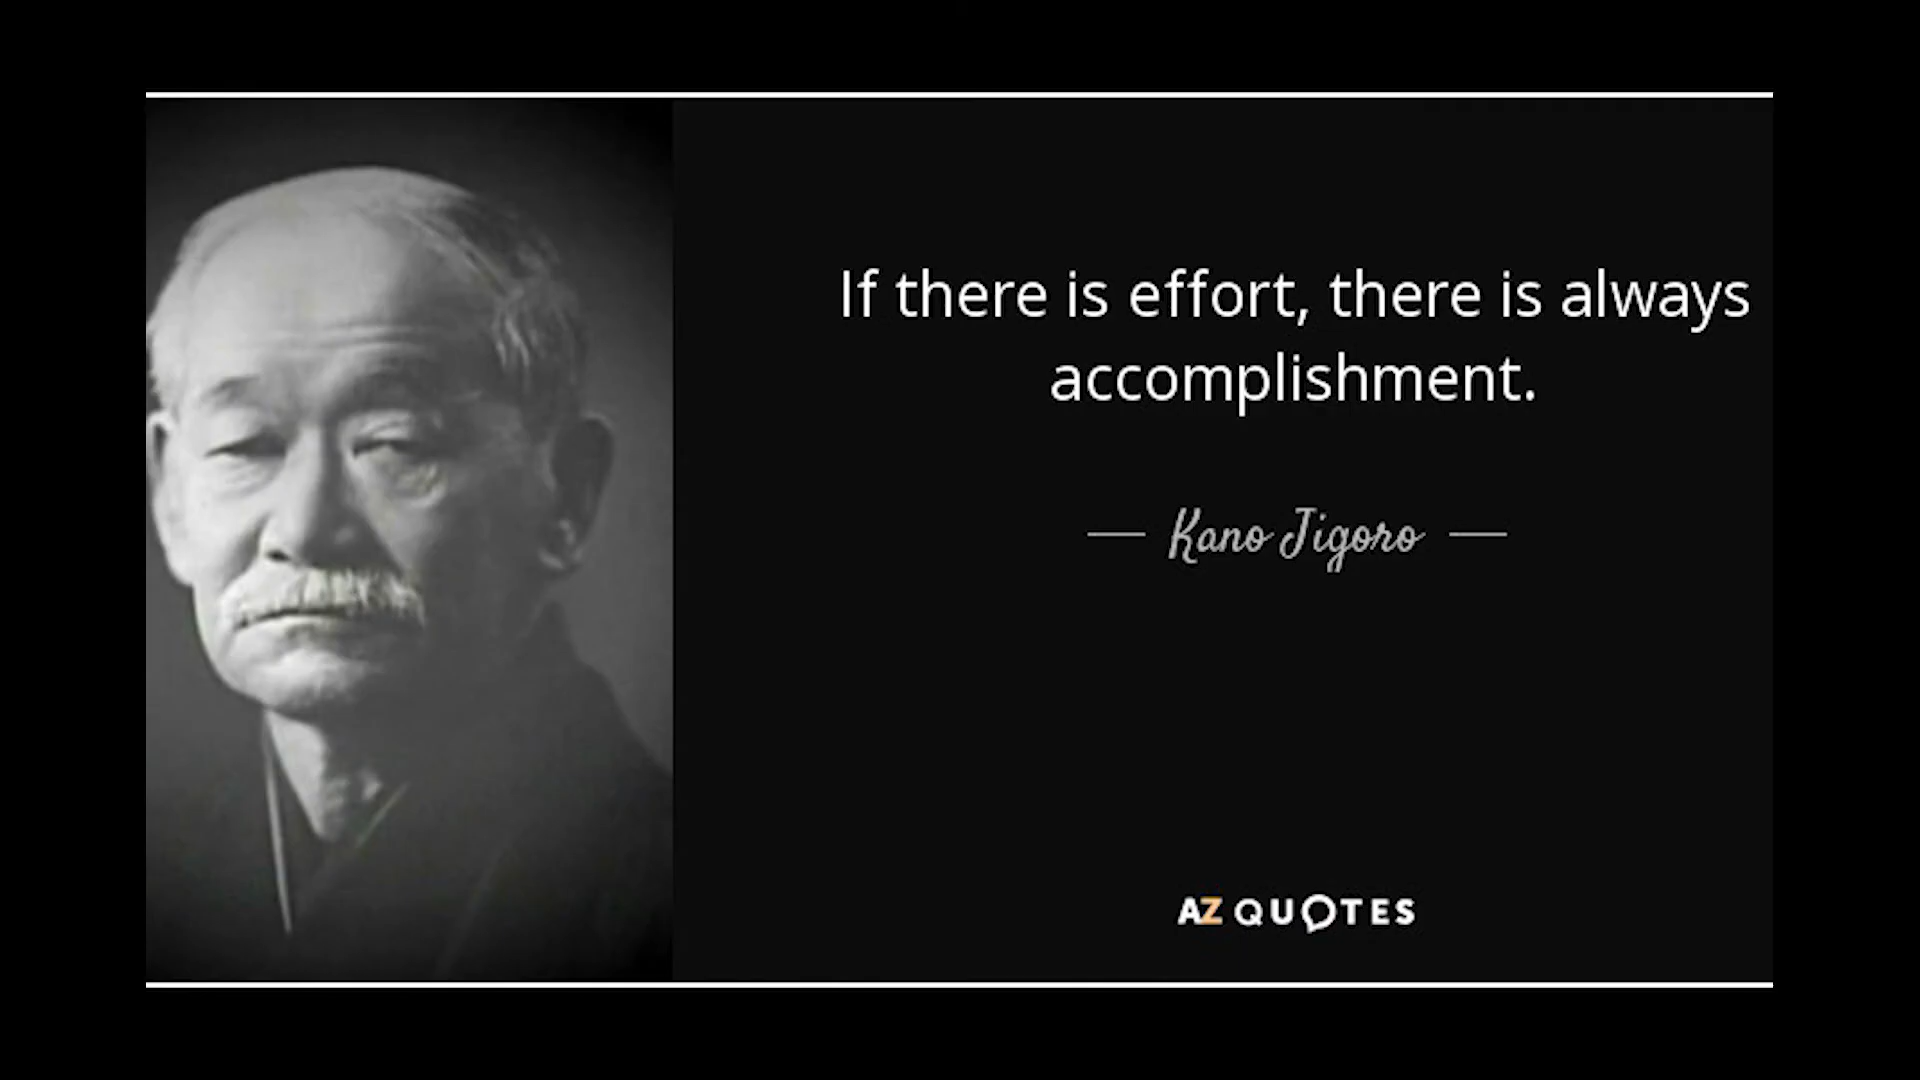 If there is effort, there is always
accomplishment.
— Kano Jigoro —
AZ QUOTES